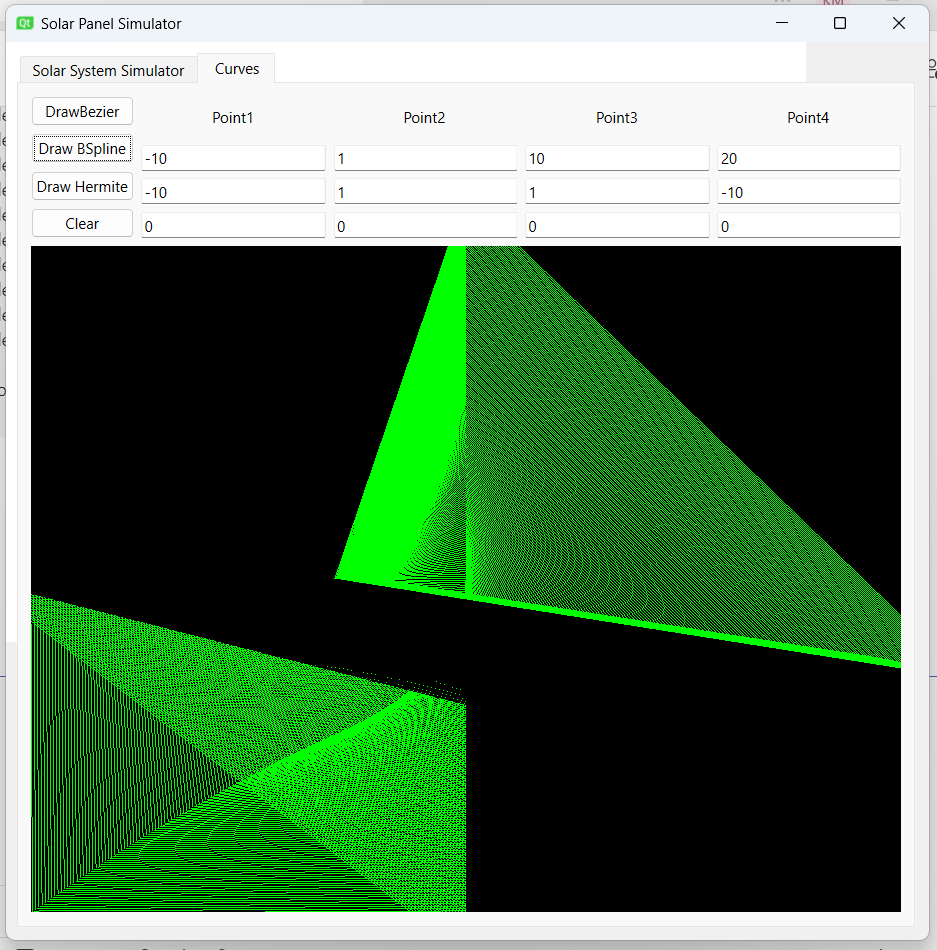 Qt Solar Panel Simulator
Solar System Simulator Curves
DrawBezier Point1 Point2 Point3 Point4
Draw BSpline -10 1 10 20
Draw Hermite -10 1 1 -10
Clear 0 0 0 0